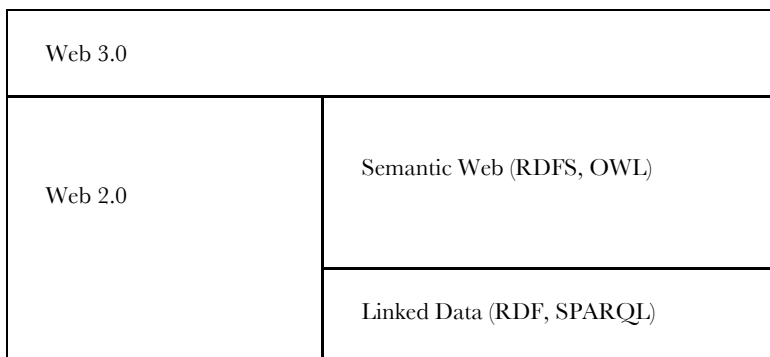 Web 3.0
Semantic Web (RDFS, OWL)
Web 2.0
Linked Data (RDF, SPARQL)